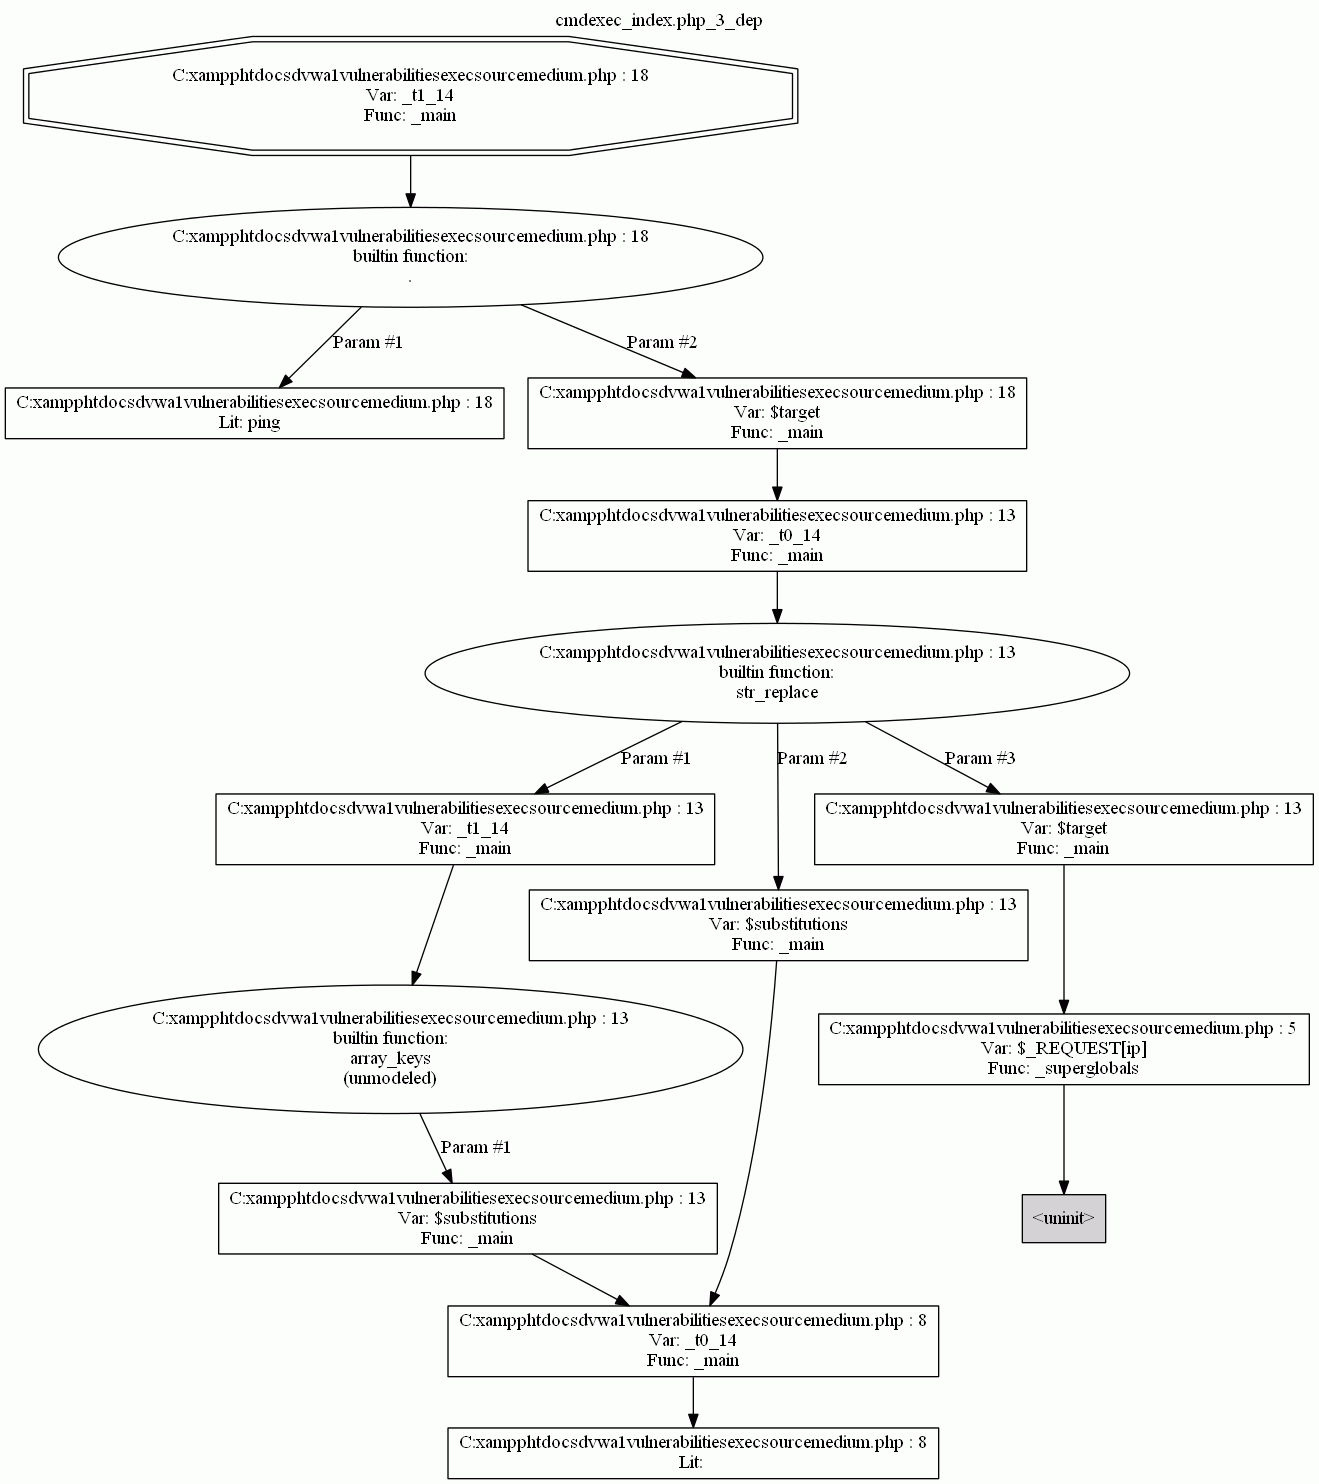 cmdexec_index.php_3_dep
C:xampphtdocsdvwa1vulnerabilitiesexecsourcemedium.php : 18
Var: _t1_14
Func: _main
C:xampphtdocsdvwa1vulnerabilitiesexecsourcemedium.php : 18
builtin function:
.
Param #1
Param #2
C:xampphtdocsdvwa1vulnerabilitiesexecsourcemedium.php : 18
Lit: ping
C:xampphtdocsdvwa1vulnerabilitiesexecsourcemedium.php : 18
Var: $target
Func: _main
C:xampphtdocsdvwa1vulnerabilitiesexecsourcemedium.php : 13
Var: _t0_14
Func: _main
C:xampphtdocsdvwa1vulnerabilitiesexecsourcemedium.php : 13
builtin function:
str_replace
Param #1
Param #2
Param #3
C:xampphtdocsdvwa1vulnerabilitiesexecsourcemedium.php : 13
Var: _t1_14
Func: _main
C:xampphtdocsdvwa1vulnerabilitiesexecsourcemedium.php : 13
Var: $target
Func: _main
C:xampphtdocsdvwa1vulnerabilitiesexecsourcemedium.php : 13
Var: $substitutions
Func: _main
C:xampphtdocsdvwa1vulnerabilitiesexecsourcemedium.php : 13
builtin function:
array_keys
(unmodeled)
C:xampphtdocsdvwa1vulnerabilitiesexecsourcemedium.php : 5
Var: $_REQUEST[ip]
Func: _superglobals
Param #1
C:xampphtdocsdvwa1vulnerabilitiesexecsourcemedium.php : 13
Var: $substitutions
Func: _main
<uninit>
C:xampphtdocsdvwa1vulnerabilitiesexecsourcemedium.php : 8
Var: _t0_14
Func: _main
C:xampphtdocsdvwa1vulnerabilitiesexecsourcemedium.php : 8
Lit: